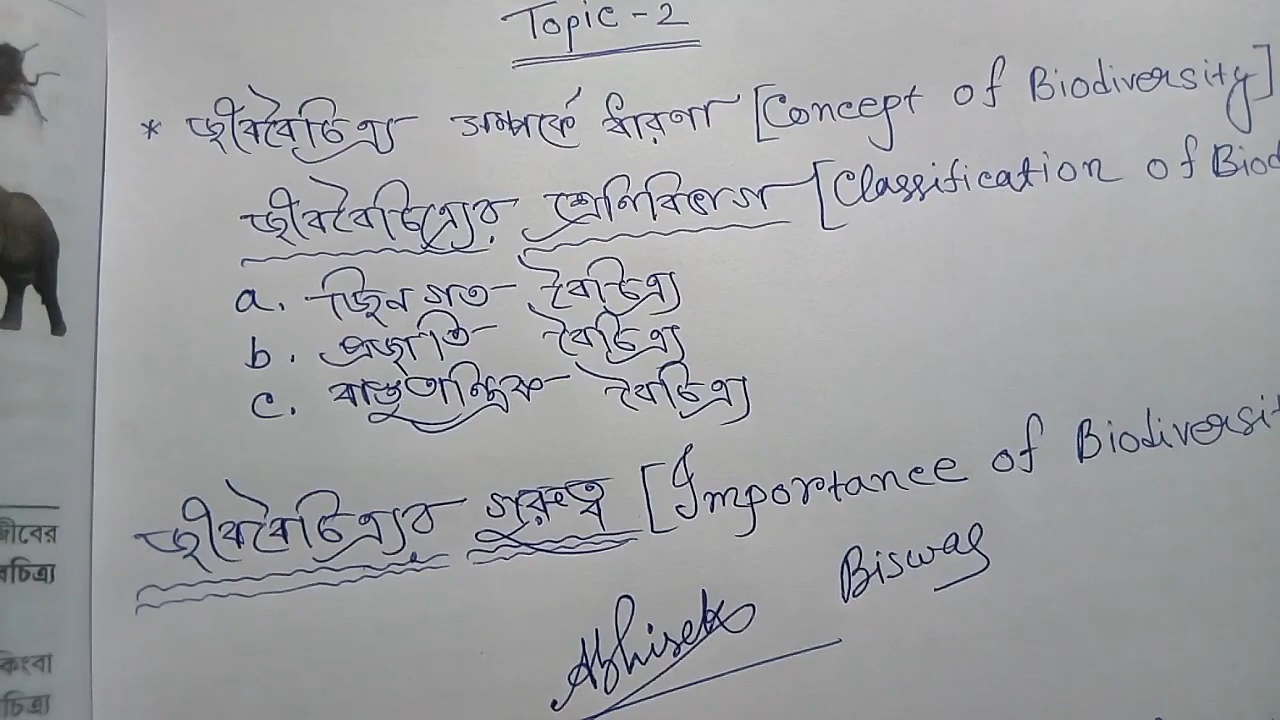 Topic - 2
* জীববৈচিত্র্য সম্পর্কে ধারণা [Concept of Biodiversity]
জীববৈচিত্র্যের শ্রেনিবিভাগ [Classification of Biod
a. জিনগত - বৈচিত্র্য
b. প্রজাতি - বৈচিত্র্য
c. বাস্তুতান্ত্রিক - বৈচিত্র্য
জীববৈচিত্র্যের গুরুত্ব [Importance of Biodiversit
Abhisek Biswas
জীবের
বচিত্র্য
কিংবা
চিত্র্য